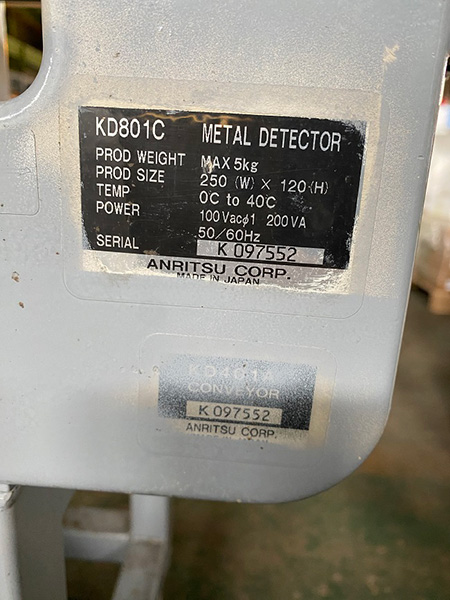 KD801C METAL DETECTOR
PROD WEIGHT MAX 5kg
PROD SIZE 250 (W) × 120 (H)
TEMP 0C to 40C
POWER 100Vacφ1 200VA
50/60Hz
SERIAL K 097552
ANRITSU CORP.
MADE IN JAPAN
CONVEYOR
K 097552
ANRITSU CORP.